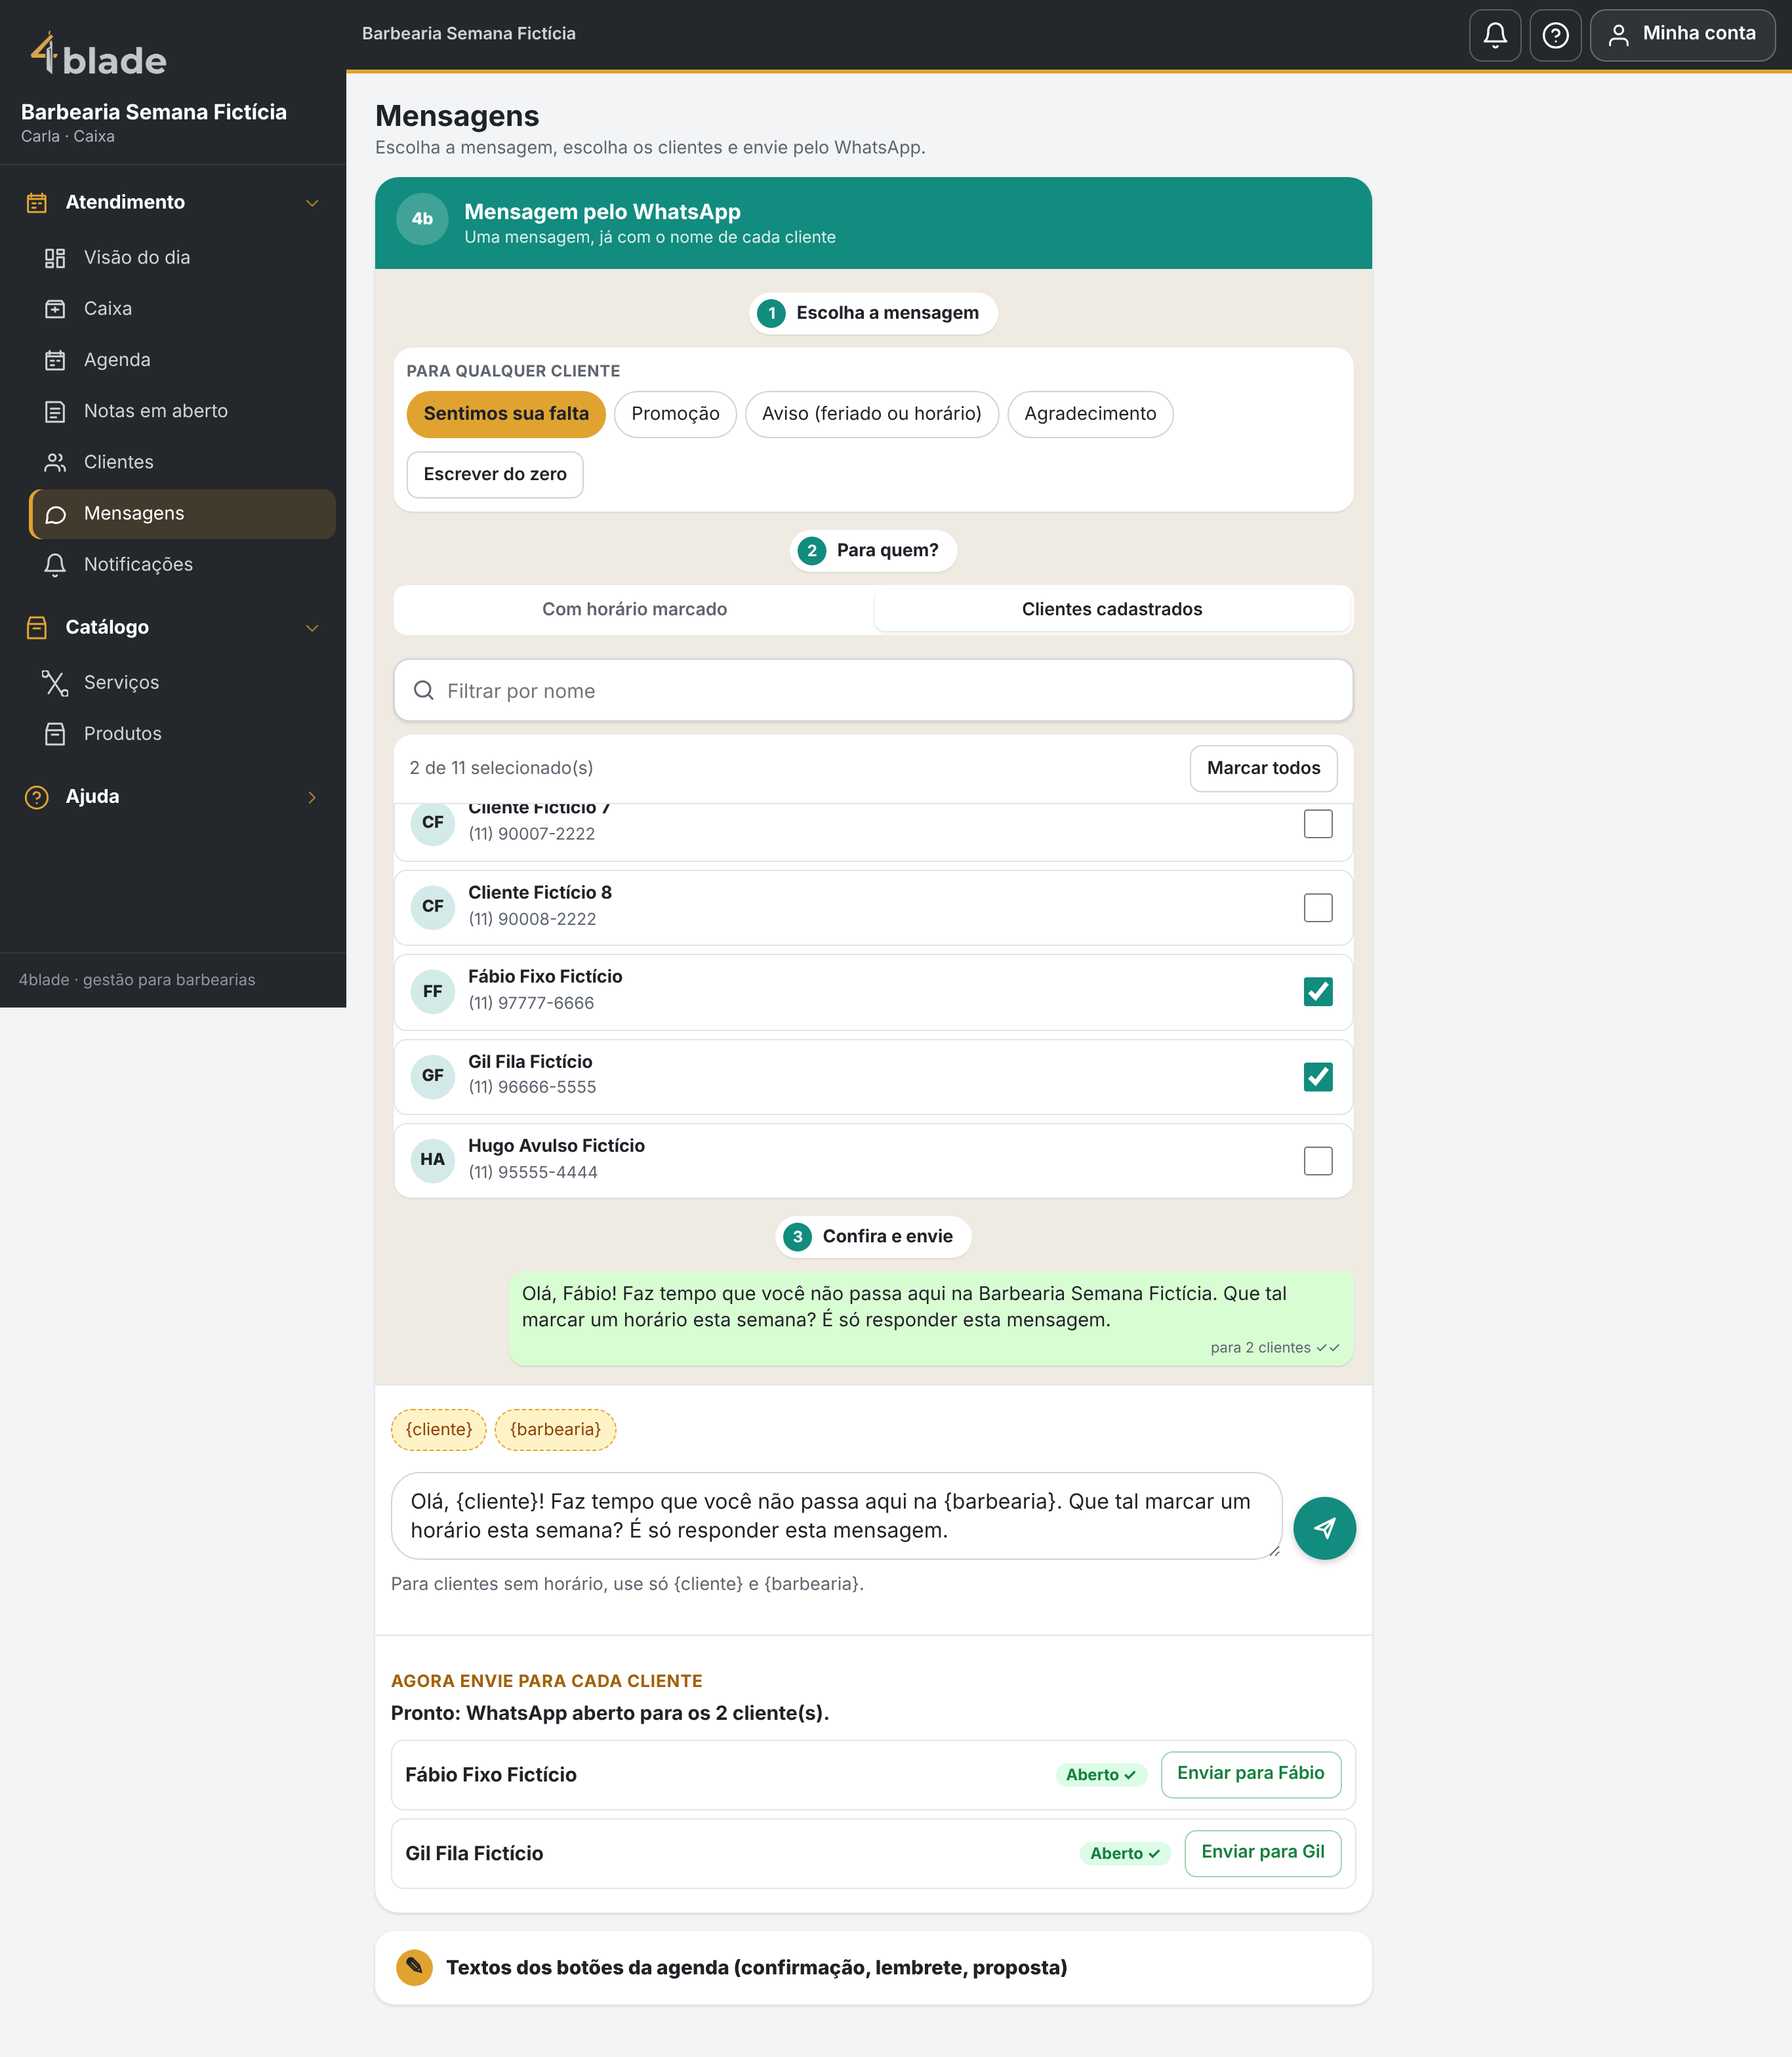 4blade
Barbearia Semana Fictícia
Carla · Caixa
Atendimento
Visão do dia
Caixa
Agenda
Notas em aberto
Clientes
Mensagens
Notificações
Catálogo
Serviços
Produtos
Ajuda
4blade · gestão para barbearias
Barbearia Semana Fictícia
Minha conta
Mensagens
Escolha a mensagem, escolha os clientes e envie pelo WhatsApp.
4b
Mensagem pelo WhatsApp
Uma mensagem, já com o nome de cada cliente
1 Escolha a mensagem
PARA QUALQUER CLIENTE
Sentimos sua falta
Promoção
Aviso (feriado ou horário)
Agradecimento
Escrever do zero
2 Para quem?
Com horário marcado
Clientes cadastrados
Filtrar por nome
2 de 11 selecionado(s)
Marcar todos
CF
Cliente Fictício 7
(11) 90007-2222
CF
Cliente Fictício 8
(11) 90008-2222
FF
Fábio Fixo Fictício
(11) 97777-6666
GF
Gil Fila Fictício
(11) 96666-5555
HA
Hugo Avulso Fictício
(11) 95555-4444
3 Confira e envie
Olá, Fábio! Faz tempo que você não passa aqui na Barbearia Semana Fictícia. Que tal
marcar um horário esta semana? É só responder esta mensagem.
para 2 clientes ✓✓
{cliente}
{barbearia}
Olá, {cliente}! Faz tempo que você não passa aqui na {barbearia}. Que tal marcar um
horário esta semana? É só responder esta mensagem.
Para clientes sem horário, use só {cliente} e {barbearia}.
AGORA ENVIE PARA CADA CLIENTE
Pronto: WhatsApp aberto para os 2 cliente(s).
Fábio Fixo Fictício
Aberto ✓
Enviar para Fábio
Gil Fila Fictício
Aberto ✓
Enviar para Gil
Textos dos botões da agenda (confirmação, lembrete, proposta)